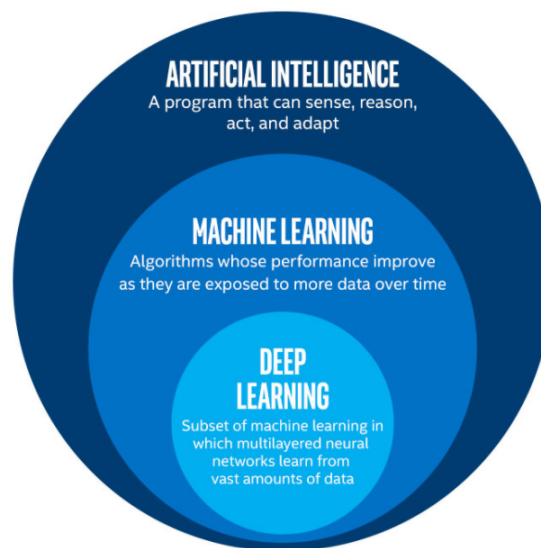 ARTIFICIAL INTELLIGENCE
A program that can sense, reason,
act, and adapt
MACHINE LEARNING
Algorithms whose performance improve
as they are exposed to more data over time
DEEP
LEARNING
Subset of machine learning in
which multilayered neural
networks learn from
vast amounts of data